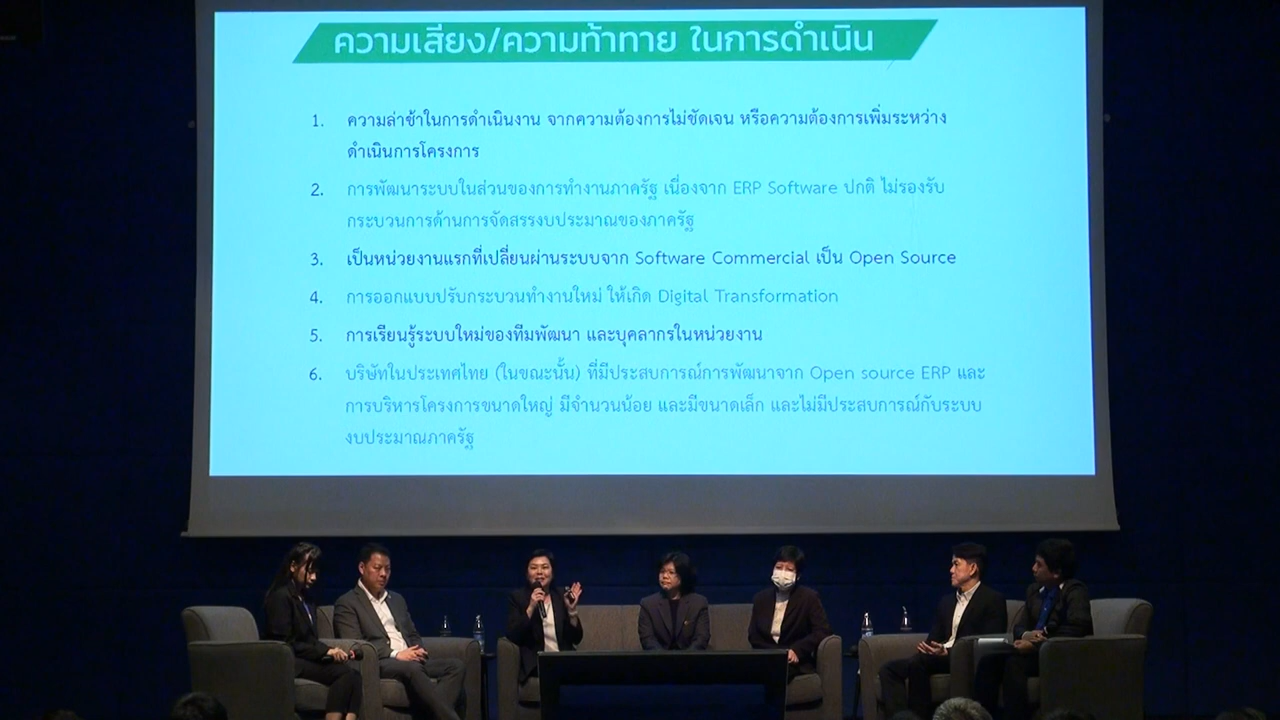 ความเสี่ยง/ความท้าทาย ในการดำเนิน
1. ความล่าช้าในการดำเนินงาน จากความต้องการไม่ชัดเจน หรือความต้องการเพิ่มระหว่าง
ดำเนินการโครงการ
2. การพัฒนาระบบในส่วนของการทำงานภาครัฐ เนื่องจาก ERP Software ปกติ ไม่รองรับ
กระบวนการด้านการจัดสรรงบประมาณของภาครัฐ
3. เป็นหน่วยงานแรกที่เปลี่ยนผ่านระบบจาก Software Commercial เป็น Open Source
4. การออกแบบปรับกระบวนทำงานใหม่ ให้เกิด Digital Transformation
5. การเรียนรู้ระบบใหม่ของทีมพัฒนา และบุคลากรในหน่วยงาน
6. บริษัทในประเทศไทย (ในขณะนั้น) ที่มีประสบการณ์การพัฒนาจาก Open source ERP และ
การบริหารโครงการขนาดใหญ่ มีจำนวนน้อย และมีขนาดเล็ก และไม่มีประสบการณ์กับระบบ
งบประมาณภาครัฐ